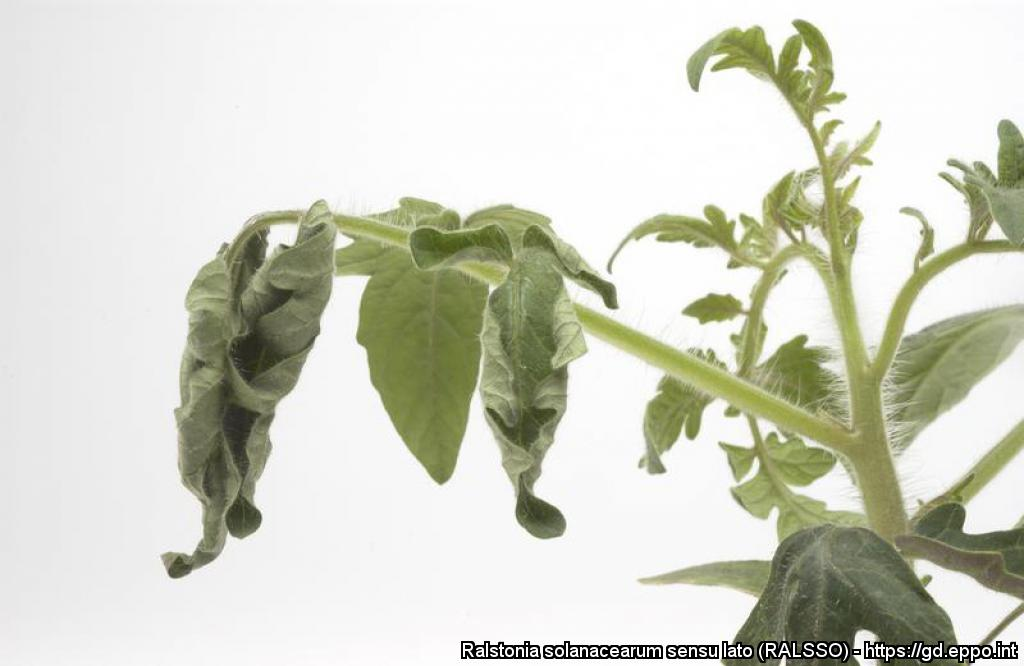 Ralstonia solanacearum sensu lato (RALSSO) - https://gd.eppo.int